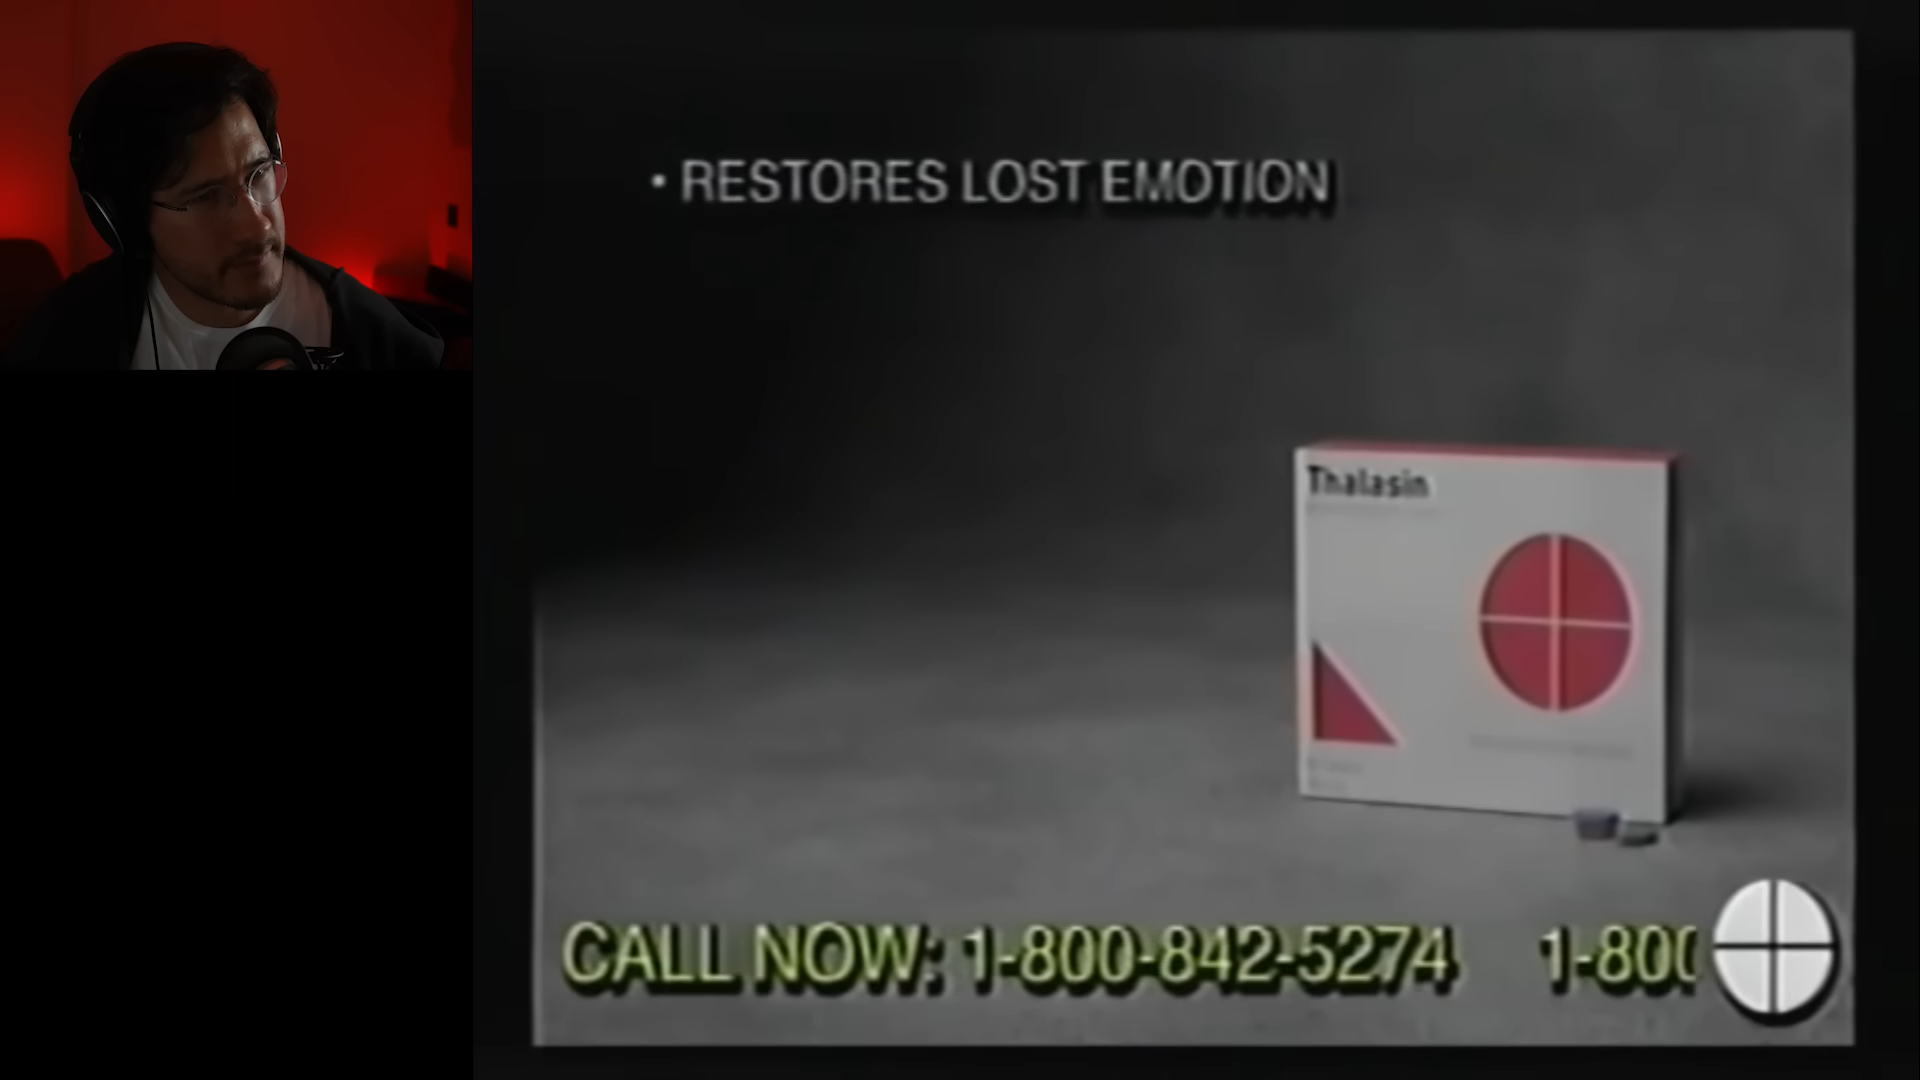 • RESTORES LOST EMOTION
Thalasin
CALL NOW: 1-800-842-5274 1-800